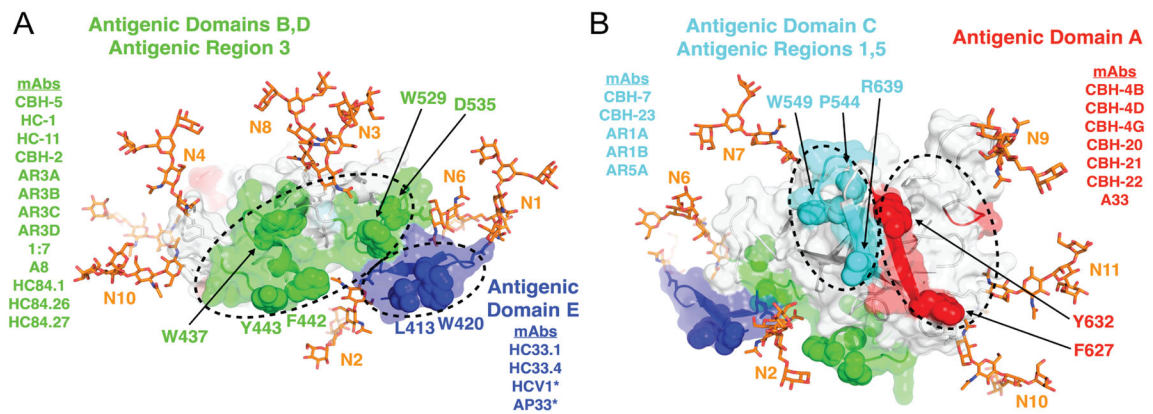 A
Antigenic Domains B,D
Antigenic Region 3
mAbs
CBH-5
HC-1
HC-11
CBH-2
AR3A
AR3B
AR3C
AR3D
1:7
A8
HC84.1
HC84.26
HC84.27
N4
N8
N3
W529
D535
N6
N1
N10
W437
Y443
F442
N2
L413
W420
Antigenic
Domain E
mAbs
HC33.1
HC33.4
HCV1*
AP33*
B
Antigenic Domain C
Antigenic Regions 1,5
Antigenic Domain A
mAbs
CBH-7
CBH-23
AR1A
AR1B
AR5A
mAbs
CBH-4B
CBH-4D
CBH-4G
CBH-20
CBH-21
CBH-22
A33
W549
P544
R639
N7
N9
N6
N11
N2
Y632
F627
N10